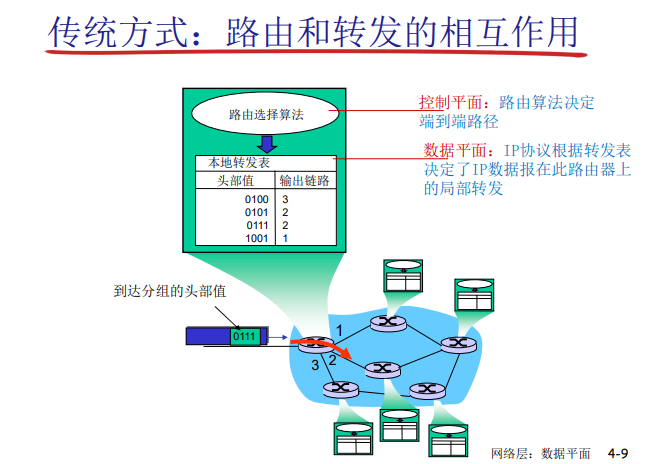 传统方式：路由和转发的相互作用
路由选择算法
控制平面：路由算法决定
端到端路径
本地转发表
头部值 输出链路
0100 3
0101 2
0111 2
1001 1
数据平面：IP协议根据转发表
决定了IP数据报在此路由器上
的局部转发
到达分组的头部值
0111
1
2
3
网络层：数据平面 4-9